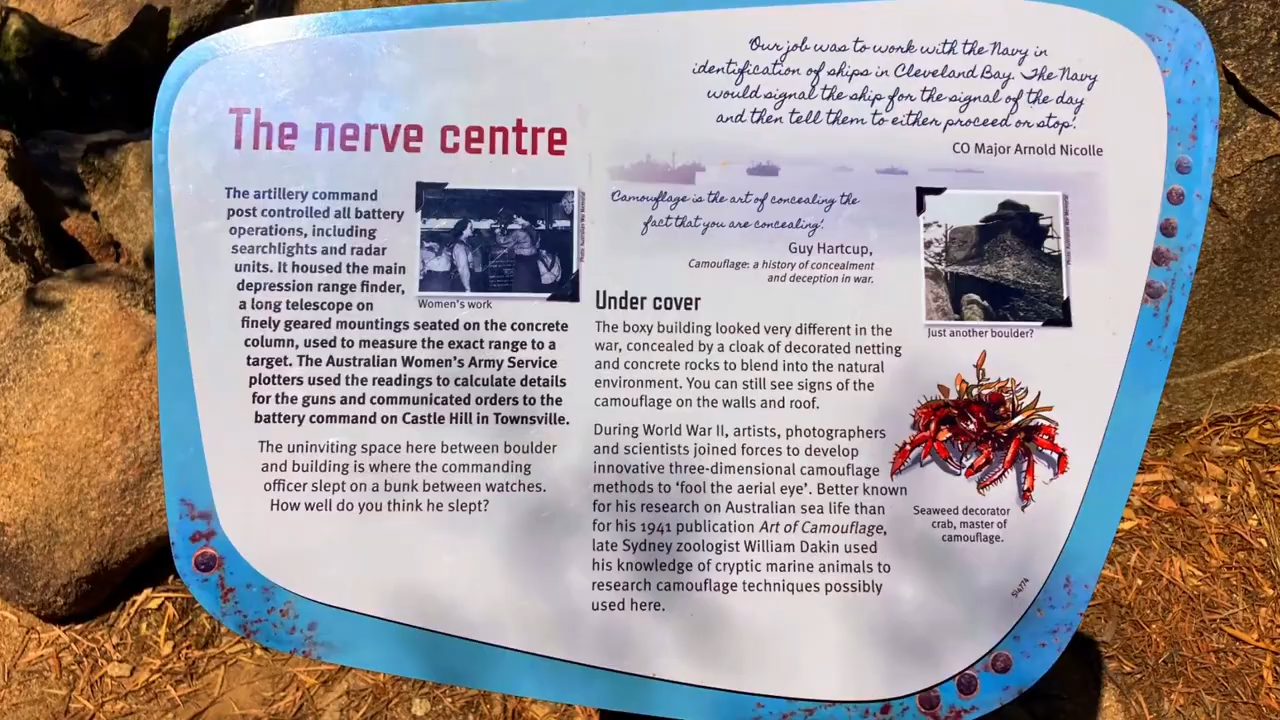 The nerve centre
The artillery command
post controlled all battery
operations, including
searchlights and radar
units. It housed the main
depression range finder,
a long telescope on
finely geared mountings seated on the concrete
column, used to measure the exact range to a
target. The Australian Women's Army Service
plotters used the readings to calculate details
for the guns and communicated orders to the
battery command on Castle Hill in Townsville.
The uninviting space here between boulder
and building is where the commanding
officer slept on a bunk between watches.
How well do you think he slept?
Women's work
'Our job was to work with the Navy in
identification of ships in Cleveland Bay. The Navy
would signal the ship for the signal of the day
and then tell them to either proceed or stop.'
CO Major Arnold Nicolle
'Camouflage is the art of concealing the
fact that you are concealing.'
Guy Hartcup,
Camouflage: a history of concealment
and deception in war.
Under cover
The boxy building looked very different in the
war, concealed by a cloak of decorated netting
and concrete rocks to blend into the natural
environment. You can still see signs of the
camouflage on the walls and roof.
During World War II, artists, photographers
and scientists joined forces to develop
innovative three-dimensional camouflage
methods to 'fool the aerial eye'. Better known
for his research on Australian sea life than
for his 1941 publication Art of Camouflage,
late Sydney zoologist William Dakin used
his knowledge of cryptic marine animals to
research camouflage techniques possibly
used here.
Just another boulder?
Seaweed decorator
crab, master of
camouflage.